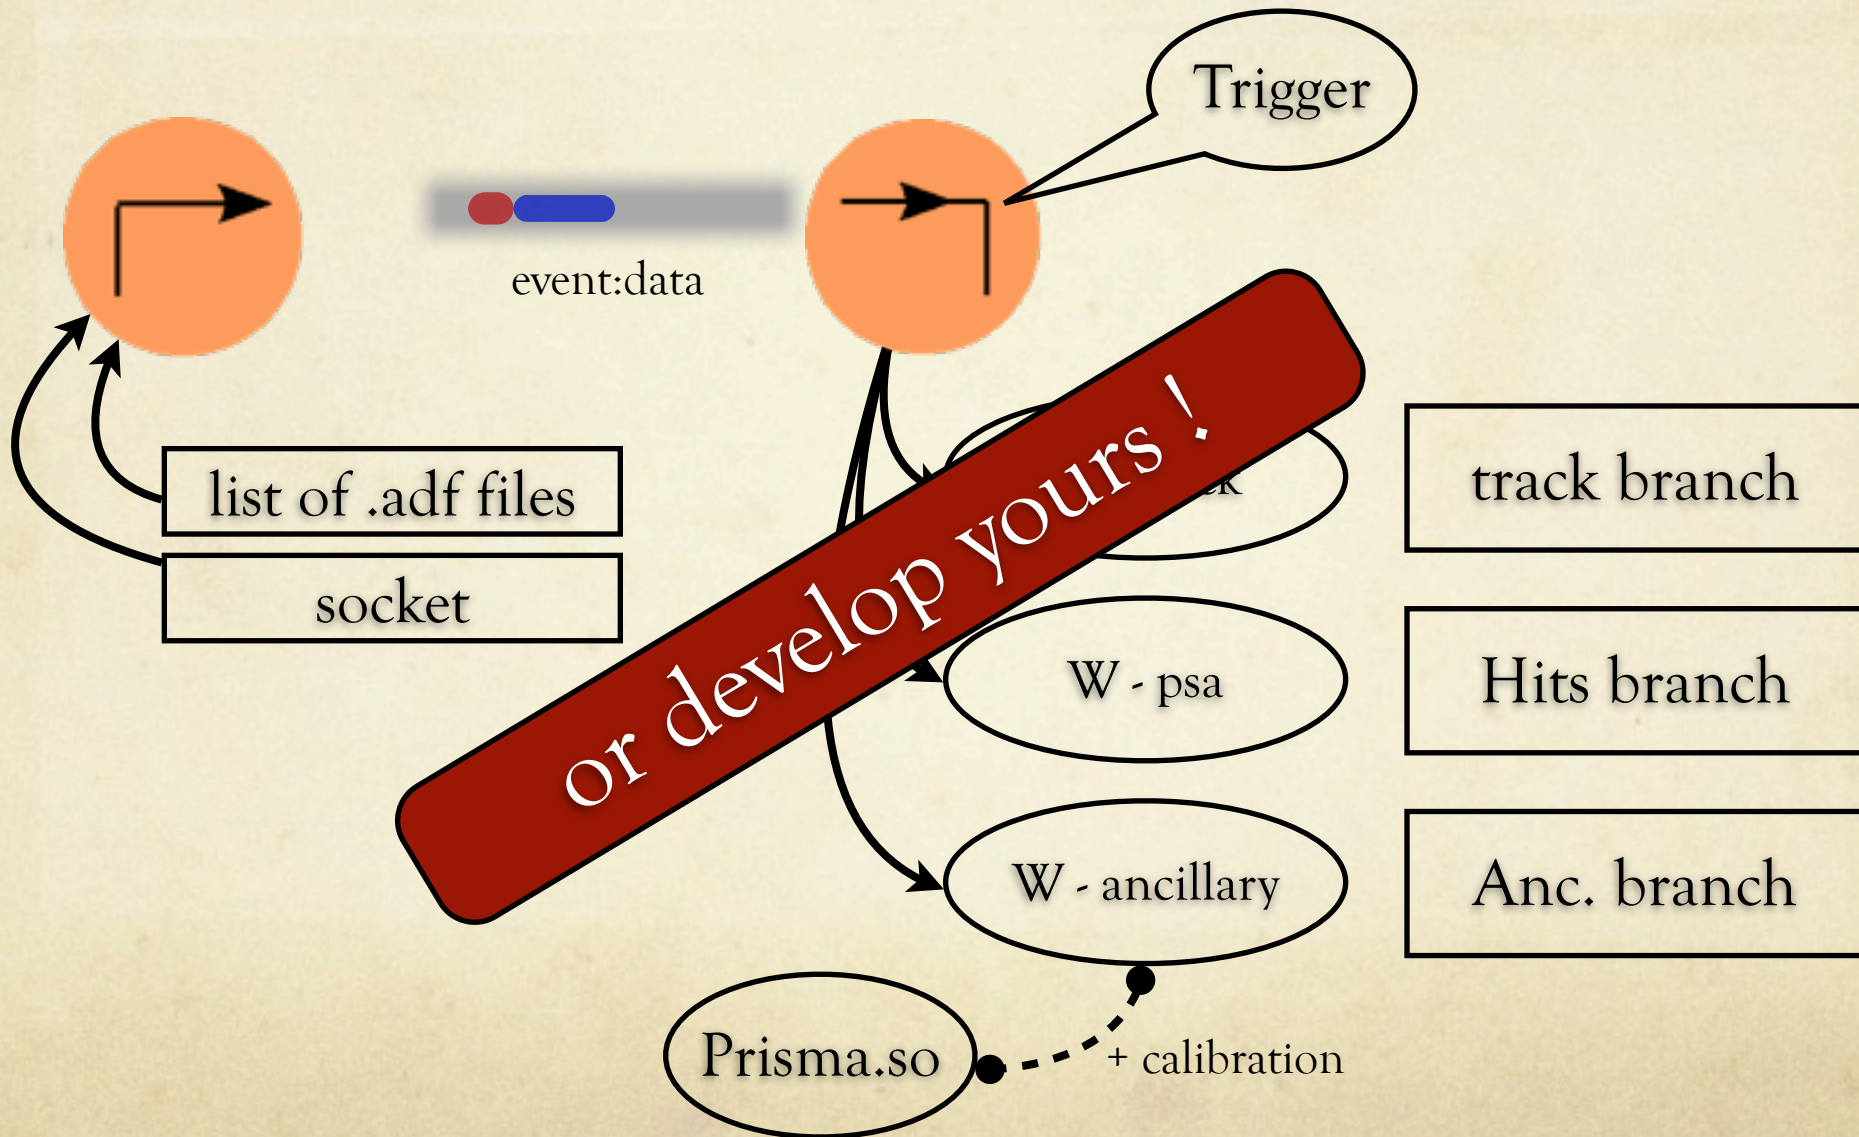 Trigger
event:data
list of .adf files
socket
or develop yours !
track branch
W - psa
Hits branch
W - ancillary
Anc. branch
Prisma.so
+ calibration